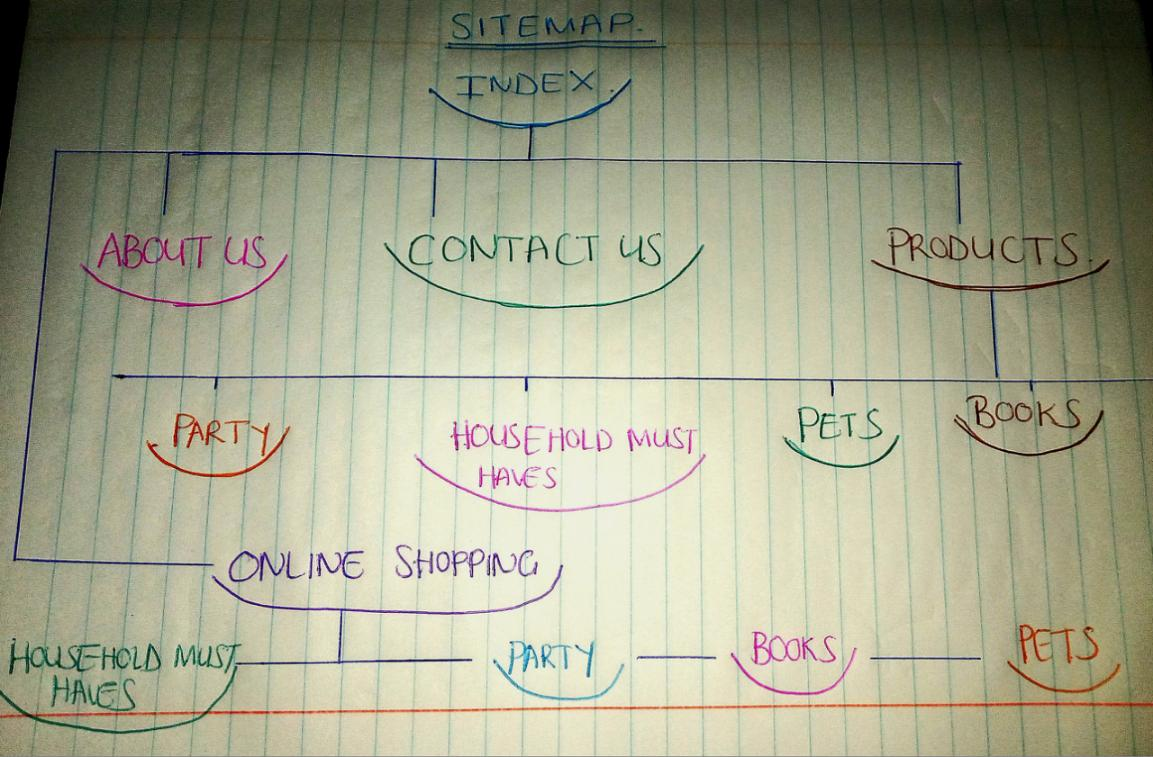 SITEMAP.
INDEX.
ABOUT US
CONTACT US
PRODUCTS.
PARTY
HOUSEHOLD MUST
HAVES
PETS
BOOKS
ONLINE SHOPPING
HOUSEHOLD MUST
HAVES
PARTY
BOOKS
PETS